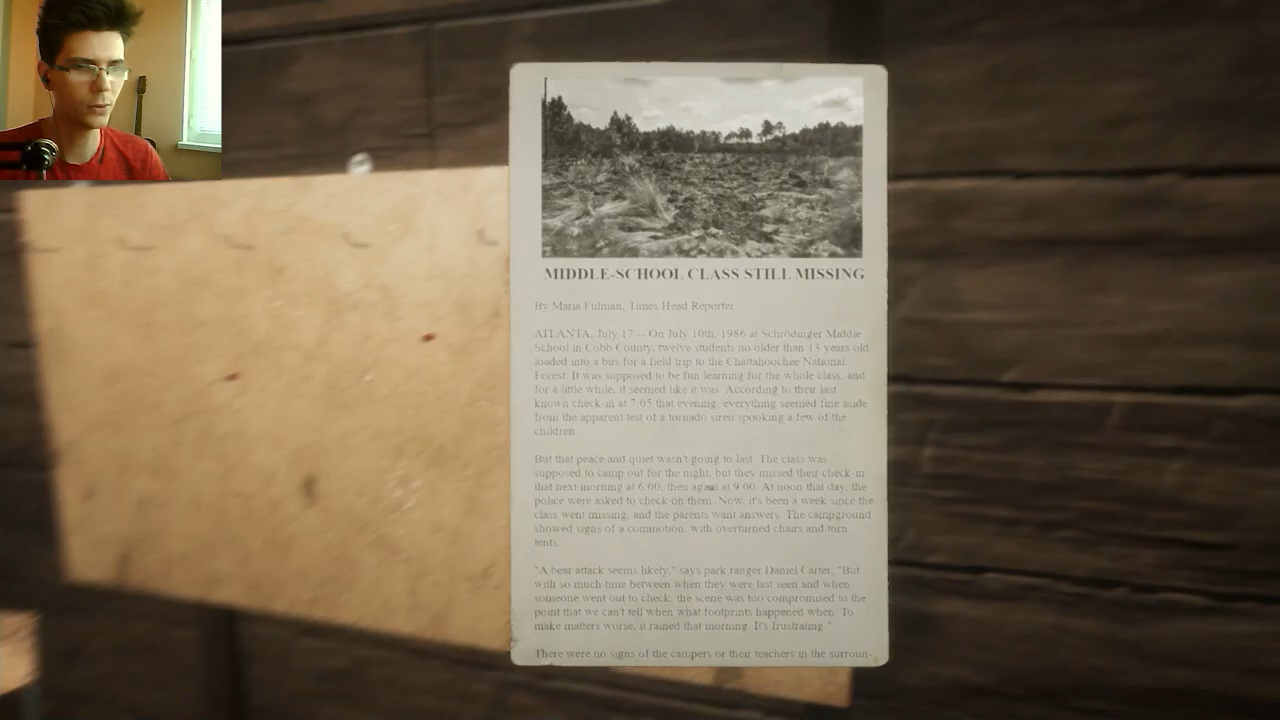 MIDDLE-SCHOOL CLASS STILL MISSING
By Maria Fulman, Times Head Reporter
ATLANTA, July 17 -- On July 10th, 1986 at Schrödinger Middle
School in Cobb County, twelve students no older than 13 years old
loaded into a bus for a field trip to the Chattahouchee National
Forest. It was supposed to be fun learning for the whole class, and
for a little while, it seemed like it was. According to their last
known check-in at 7:05 that evening, everything seemed fine aside
from the apparent test of a tornado siren spooking a few of the
children.
But that peace and quiet wasn't going to last. The class was
supposed to camp out for the night, but they missed their check-in
that next morning at 6:00, then again at 9:00. At noon that day, the
police were asked to check on them. Now, it's been a week since the
class went missing, and the parents want answers. The campground
showed signs of a commotion, with overturned chairs and torn
tents.
"A bear attack seems likely," says park ranger Daniel Carter, "But
with so much time between when they were last seen and when
someone went out to check, the scene was too compromised to the
point that we can't tell when what footprints happened when. To
make matters worse, it rained that morning. It's frustrating."
There were no signs of the campers or their teachers in the surroun-